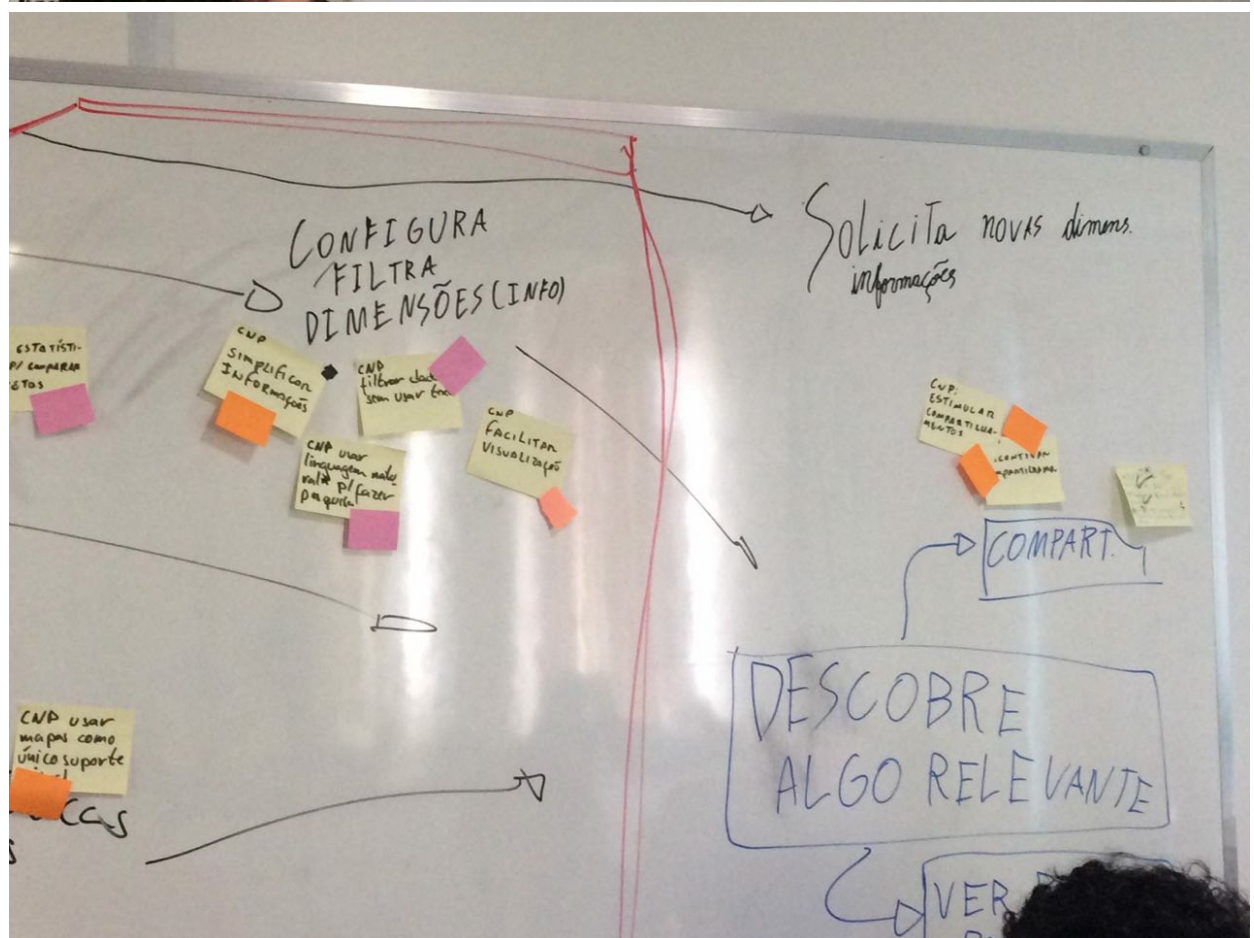 CONFIGURA
FILTRA
DIMENSÕES (INFO)
SOLICITA NOVAS dimens.
informações
ESTATÍSTI-
P/ COMPARAR
CNP
SIMPLIFICAR
INFORMAÇÕES
CNP
filtrar
sem usar
CNP usar
linguagem
p/ fazer
CNP
FACILITAR
VISUALIZAÇÃO
CNP:
ESTIMULAR
COMPARTILHA-
MENTOS
COMPART.
DESCOBRE
ALGO RELEVANTE
VER
CNP usar
mapas como
único suporte